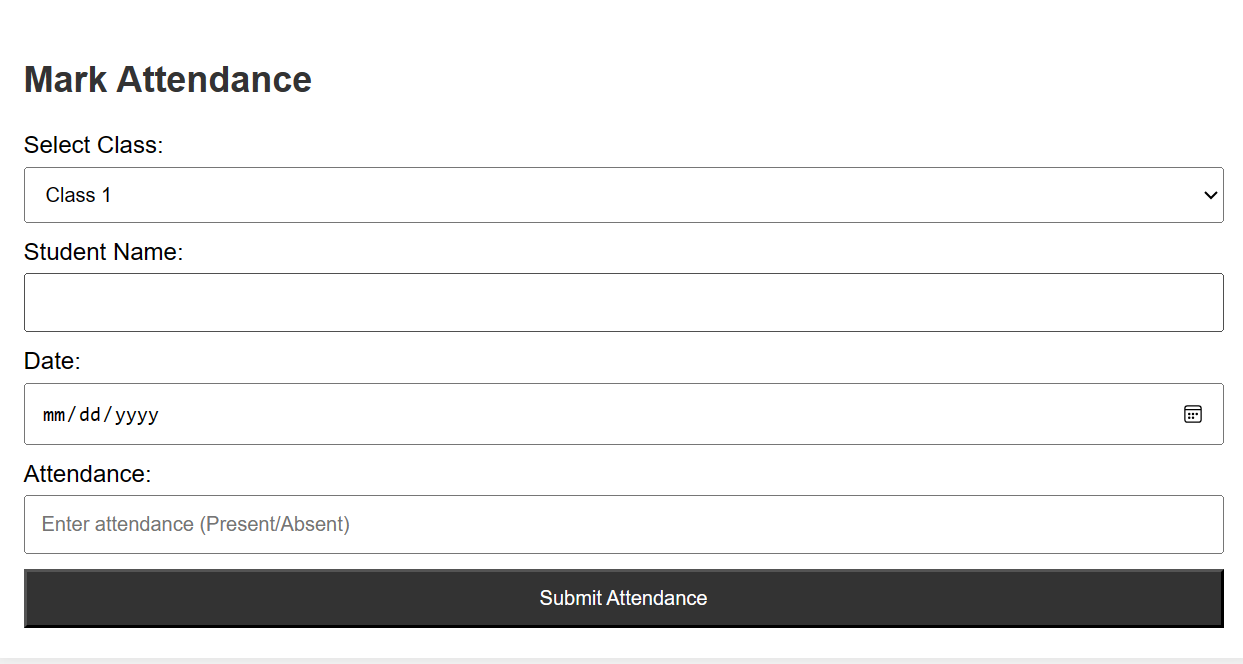 Mark Attendance
Select Class:
Class 1
Student Name:
Date:
mm/dd/yyyy
Attendance:
Enter attendance (Present/Absent)
Submit Attendance